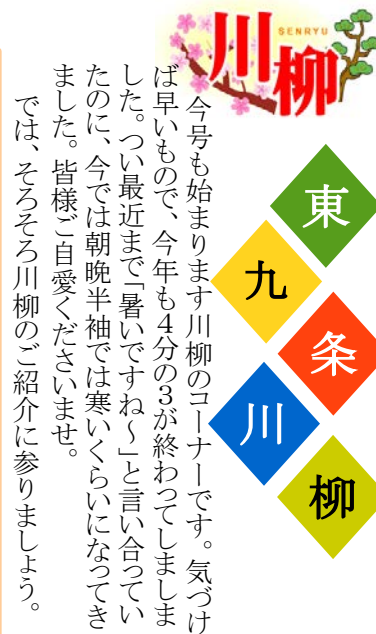 SENRYU
川柳
東九条川柳
今号も始まります川柳のコーナーです。気づけ
ば早いもので、今年も4分の3が終わってしましま
した。つい最近まで「暑いですね~」と言い合ってい
たのに、今では朝晩半袖では寒いくらいになってき
ました。皆様ご自愛くださいませ。
では、そろそろ川柳のご紹介に参りましょう。